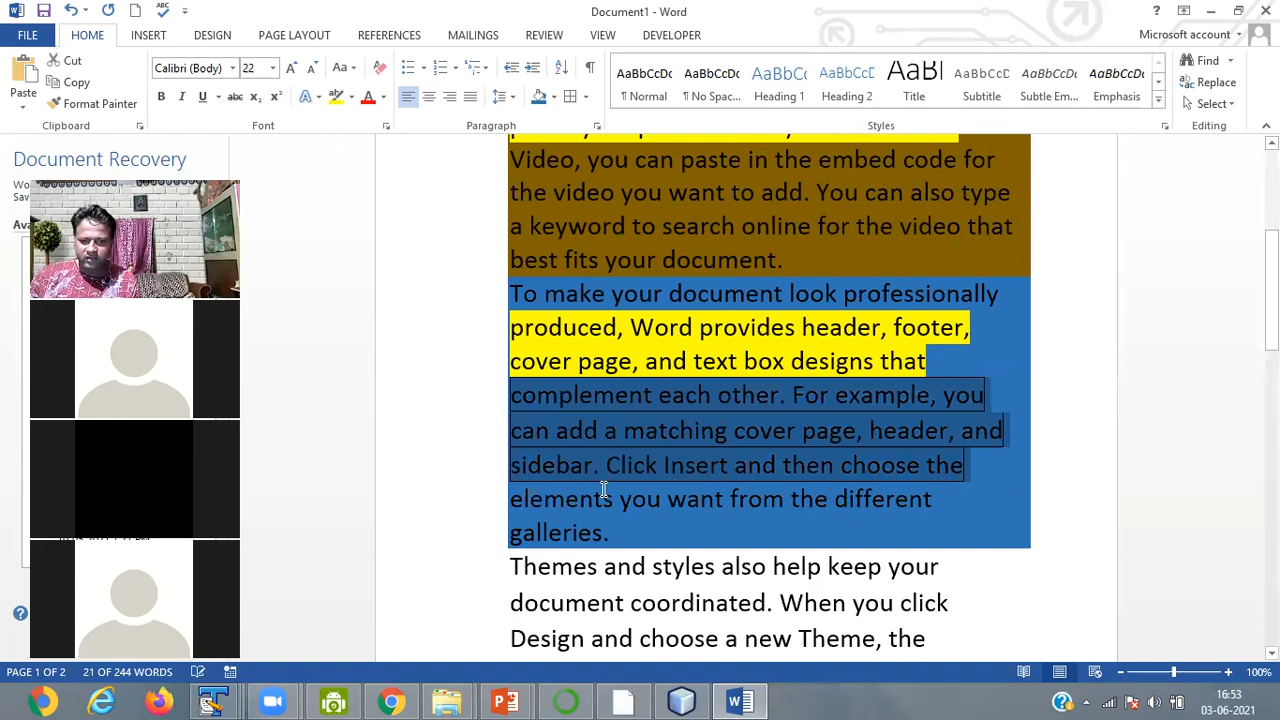 Document1 - Word
Microsoft account
FILE HOME INSERT DESIGN PAGE LAYOUT REFERENCES MAILINGS REVIEW VIEW DEVELOPER
Cut
Copy
Format Painter
Paste
Clipboard
Calibri (Body) 22
Font
Paragraph
AaBbCcDc AaBbCcDc AaBbC AaBbCcD AaBl AaBbCcD AaBbCcDc AaBbCcDc
¶ Normal ¶ No Spac... Heading 1 Heading 2 Title Subtitle Subtle Em... Emphasis
Styles
Find
Replace
Select
Editing
Document Recovery
Video, you can paste in the embed code for
the video you want to add. You can also type
a keyword to search online for the video that
best fits your document.
To make your document look professionally
produced, Word provides header, footer,
cover page, and text box designs that
complement each other. For example, you
can add a matching cover page, header, and
sidebar. Click Insert and then choose the
elements you want from the different
galleries.
Themes and styles also help keep your
document coordinated. When you click
Design and choose a new Theme, the
PAGE 1 OF 2 21 OF 244 WORDS
100%
16:53
03-06-2021